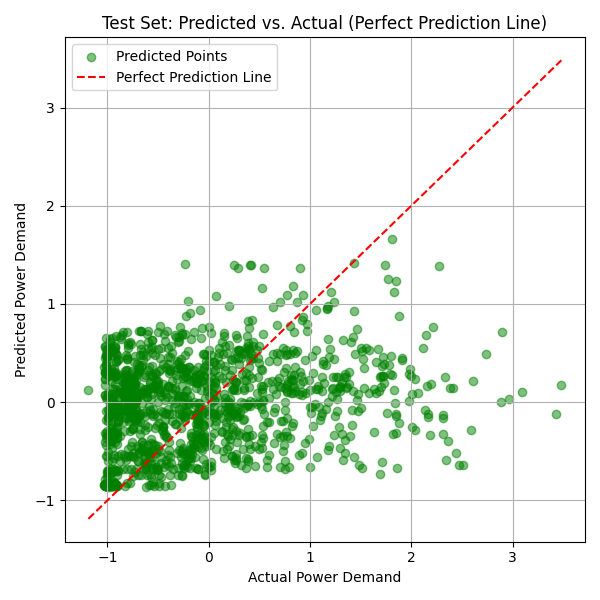 Test Set: Predicted vs. Actual (Perfect Prediction Line)
Predicted Points
Perfect Prediction Line
Predicted Power Demand
3
2
1
0
−1
−1 0 1 2 3
Actual Power Demand